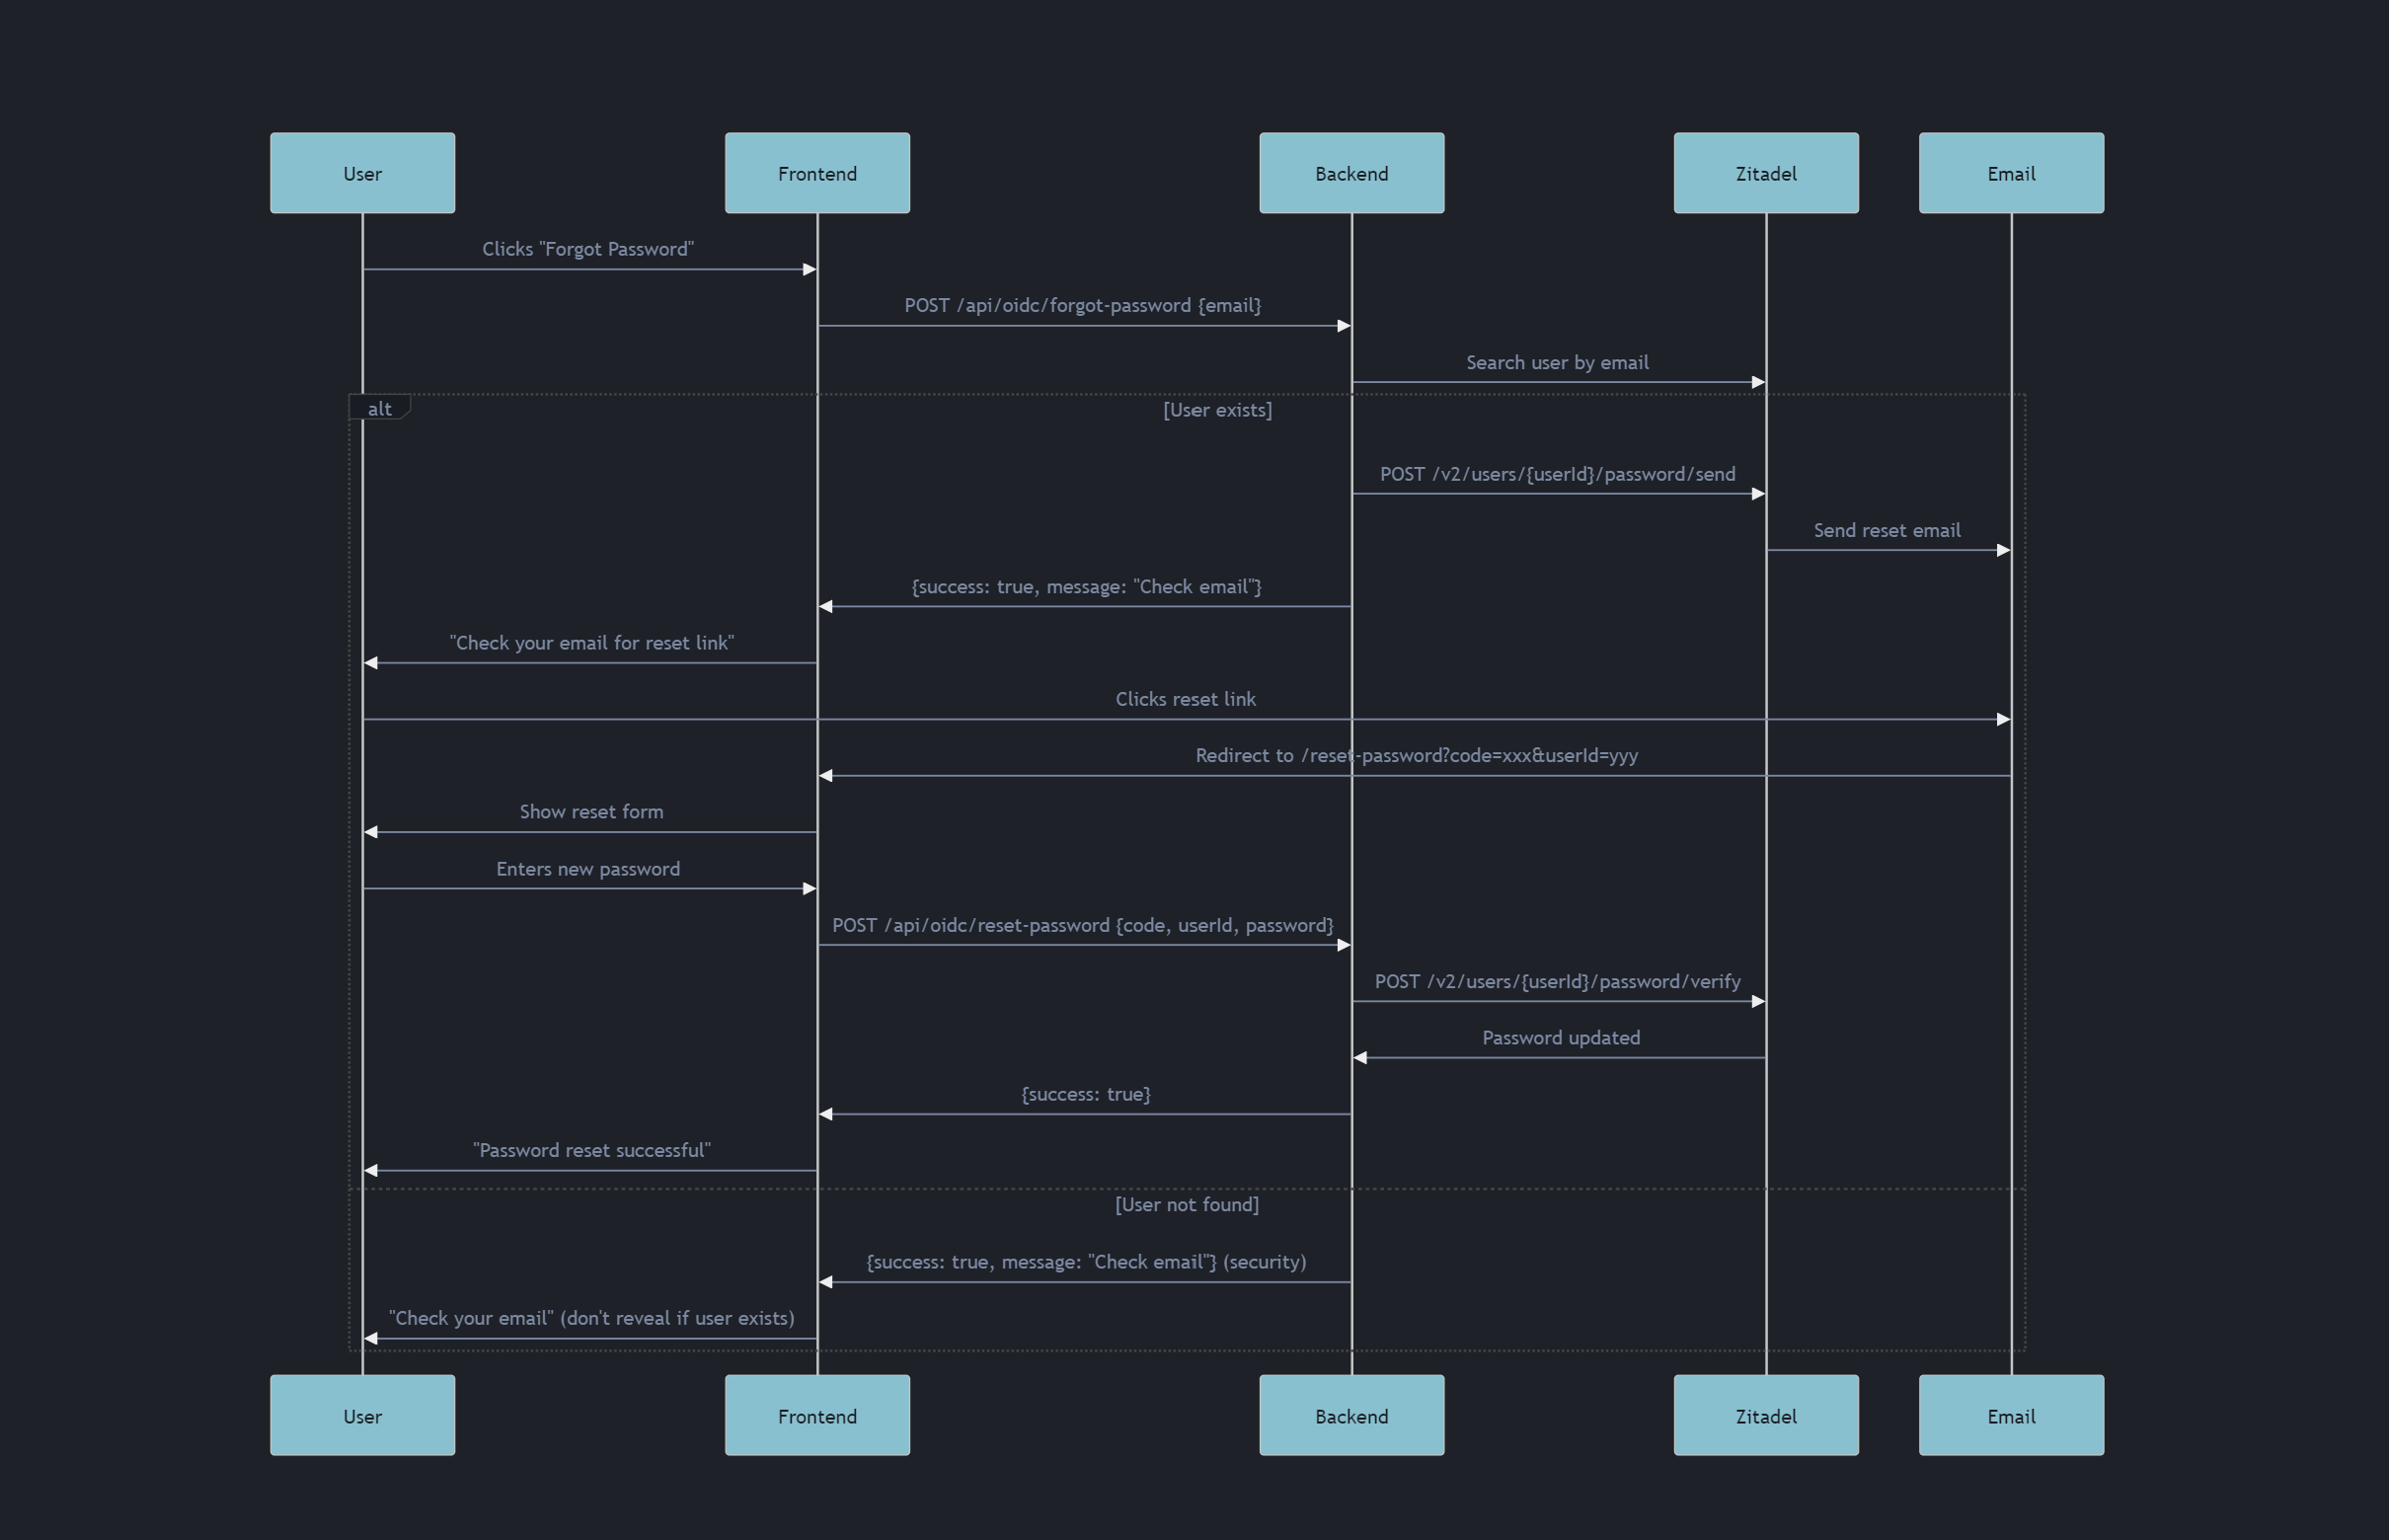 User
Frontend
Backend
Zitadel
Email
Clicks "Forgot Password"
POST /api/oidc/forgot-password {email}
Search user by email
alt
[User exists]
POST /v2/users/{userId}/password/send
Send reset email
{success: true, message: "Check email"}
"Check your email for reset link"
Clicks reset link
Redirect to /reset-password?code=xxx&userId=yyy
Show reset form
Enters new password
POST /api/oidc/reset-password {code, userId, password}
POST /v2/users/{userId}/password/verify
Password updated
{success: true}
"Password reset successful"
[User not found]
{success: true, message: "Check email"} (security)
"Check your email" (don't reveal if user exists)
User
Frontend
Backend
Zitadel
Email